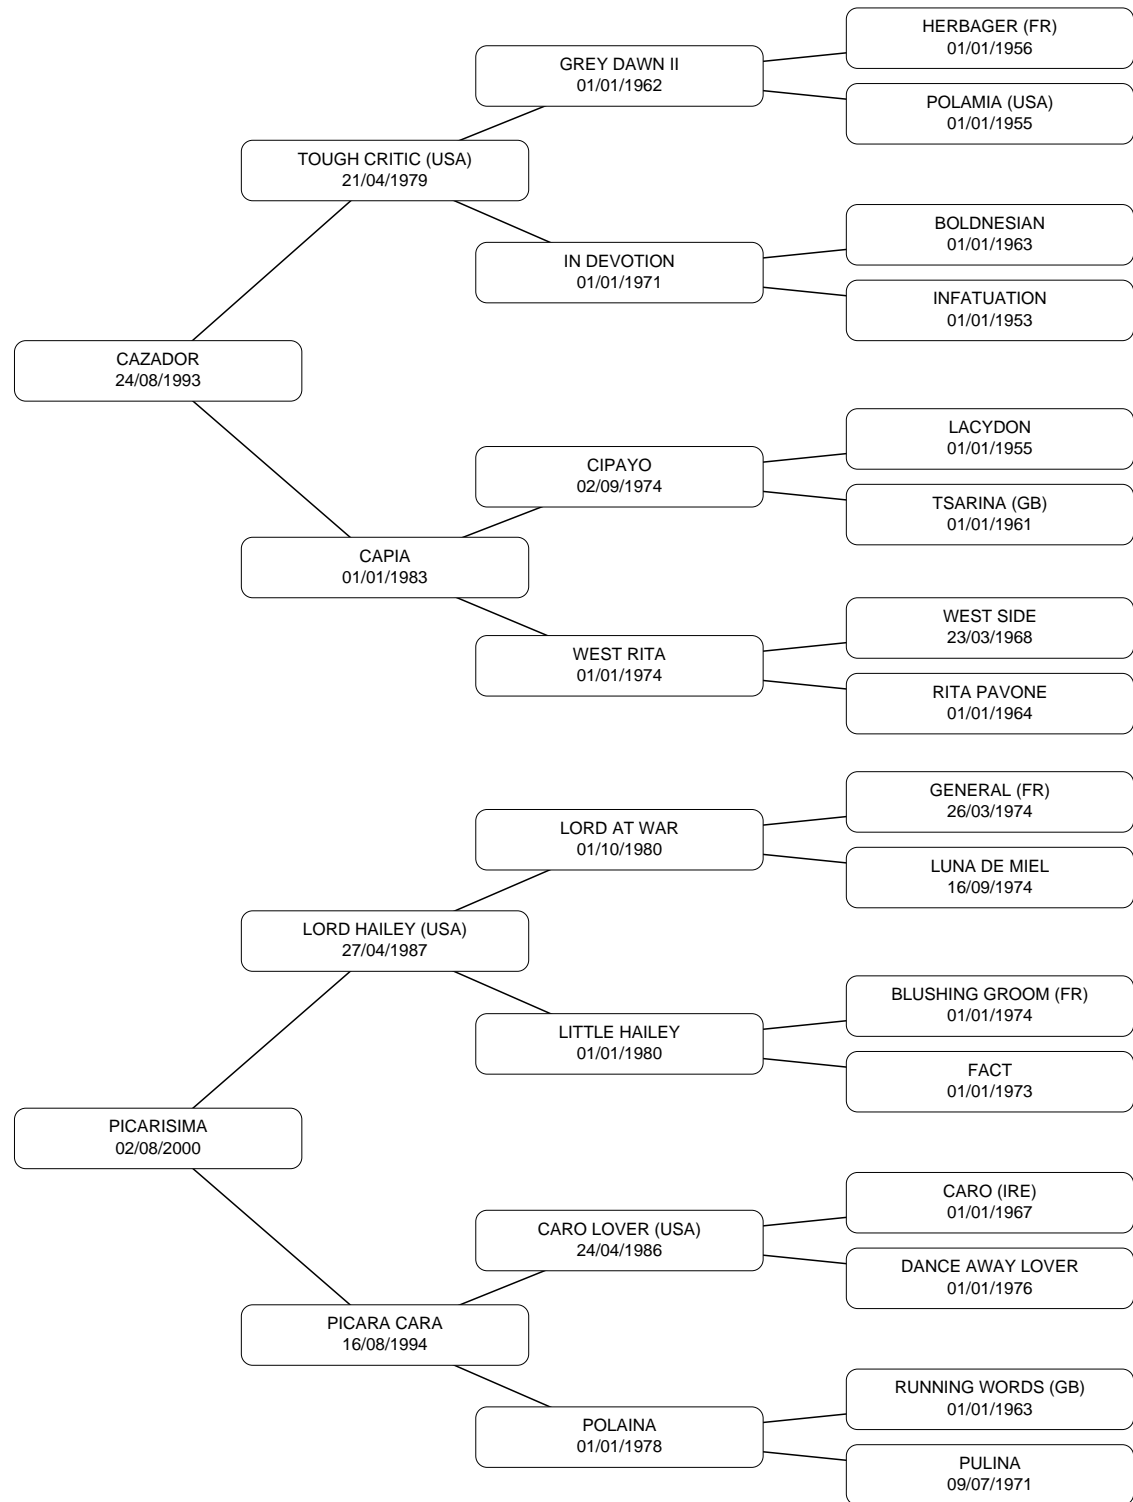 HERBAGER (FR)
01/01/1956
GREY DAWN II
01/01/1962
POLAMIA (USA)
01/01/1955
TOUGH CRITIC (USA)
21/04/1979
BOLDNESIAN
01/01/1963
IN DEVOTION
01/01/1971
INFATUATION
01/01/1953
CAZADOR
24/08/1993
LACYDON
01/01/1955
CIPAYO
02/09/1974
TSARINA (GB)
01/01/1961
CAPIA
01/01/1983
WEST SIDE
23/03/1968
WEST RITA
01/01/1974
RITA PAVONE
01/01/1964
GENERAL (FR)
26/03/1974
LORD AT WAR
01/10/1980
LUNA DE MIEL
16/09/1974
LORD HAILEY (USA)
27/04/1987
BLUSHING GROOM (FR)
01/01/1974
LITTLE HAILEY
01/01/1980
FACT
01/01/1973
PICARISIMA
02/08/2000
CARO (IRE)
01/01/1967
CARO LOVER (USA)
24/04/1986
DANCE AWAY LOVER
01/01/1976
PICARA CARA
16/08/1994
RUNNING WORDS (GB)
01/01/1963
POLAINA
01/01/1978
PULINA
09/07/1971